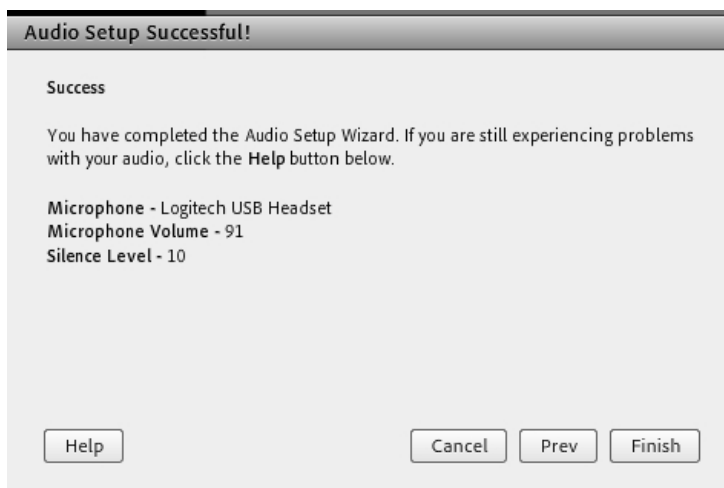 Audio Setup Successful!
Success
You have completed the Audio Setup Wizard. If you are still experiencing problems
with your audio, click the Help button below.
Microphone - Logitech USB Headset
Microphone Volume - 91
Silence Level - 10
Help Cancel Prev Finish